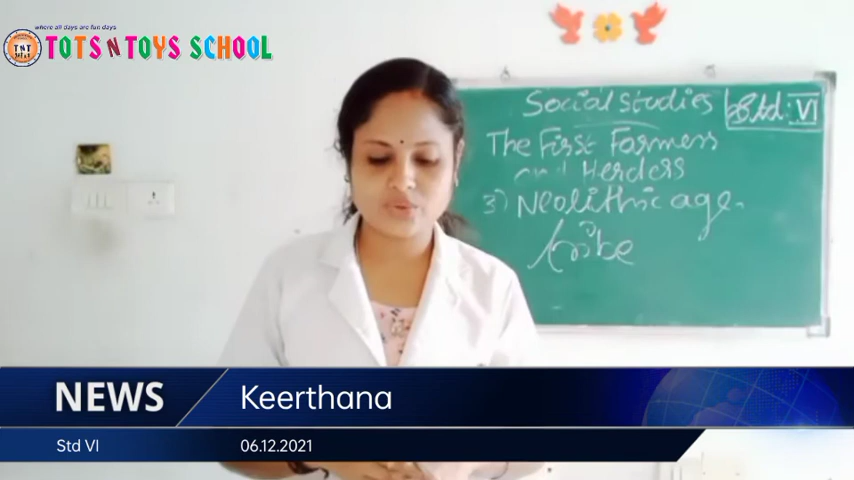 where all days are fun days
TNT
TOTS N TOYS SCHOOL
Social studies
Std: VI
The First Farmers
and Herders
3) Neolithic age.
tribe
NEWS
Keerthana
Std VI
06.12.2021